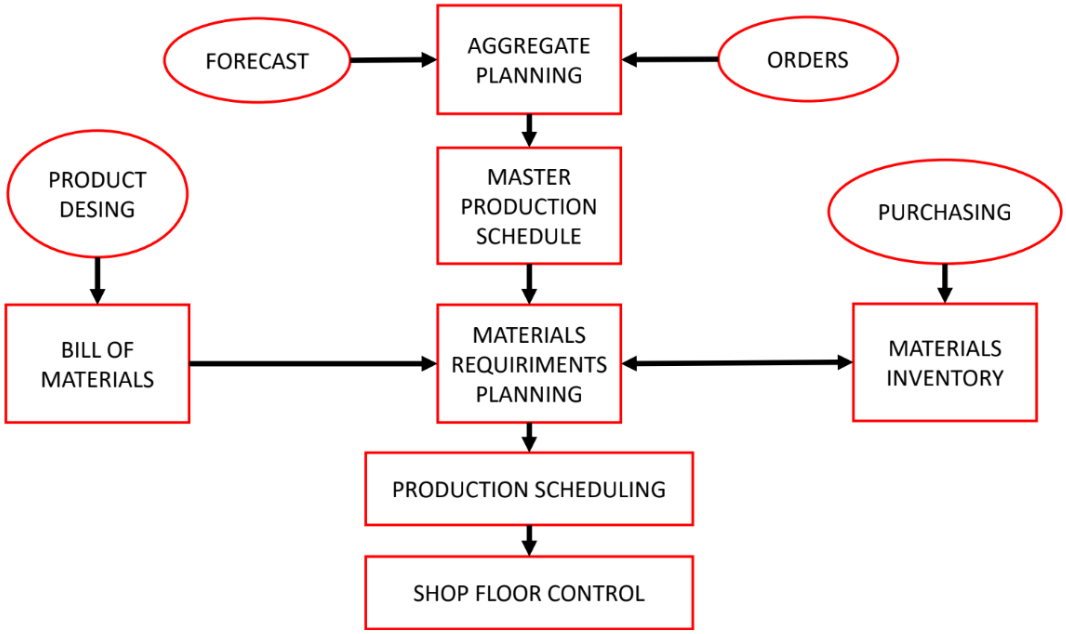 FORECAST
AGGREGATE
PLANNING
ORDERS
PRODUCT
DESING
MASTER
PRODUCTION
SCHEDULE
PURCHASING
BILL OF
MATERIALS
MATERIALS
REQUIRIMENTS
PLANNING
MATERIALS
INVENTORY
PRODUCTION SCHEDULING
SHOP FLOOR CONTROL